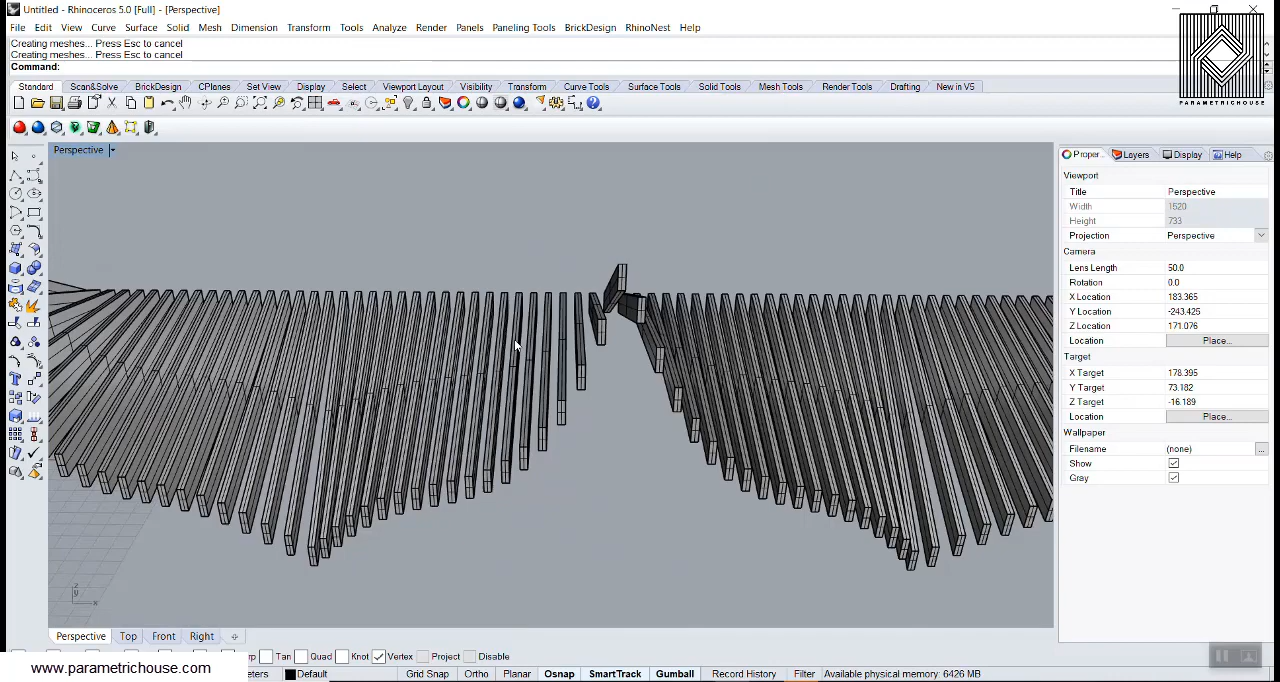 Untitled - Rhinoceros 5.0 [Full] - [Perspective]
File Edit View Curve Surface Solid Mesh Dimension Transform Tools Analyze Render Panels Paneling Tools BrickDesign RhinoNest Help
Creating meshes... Press Esc to cancel
Creating meshes... Press Esc to cancel
Command:
Standard Scan&Solve BrickDesign CPlanes Set View Display Select Viewport Layout Visibility Transform Curve Tools Surface Tools Solid Tools Mesh Tools Render Tools Drafting New in V5
PARAMETRICHOUSE
Perspective
Proper... Layers Display Help
Viewport
Title Perspective
Width 1520
Height 733
Projection Perspective
Camera
Lens Length 50.0
Rotation 0.0
X Location 183.365
Y Location -243.425
Z Location 171.076
Location Place...
Target
X Target 178.395
Y Target 73.182
Z Target -16.189
Location Place...
Wallpaper
Filename (none) ...
Show
Gray
Perspective Top Front Right
Tan Quad Knot Vertex Project Disable
www.parametrichouse.com
Default Grid Snap Ortho Planar Osnap SmartTrack Gumball Record History Filter Available physical memory: 6426 MB